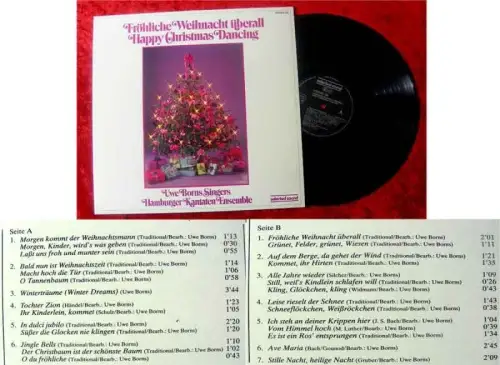 Fröhliche Weihnacht überall
Happy Christmas Dancing
Uwe Borns Singers
Hamburger Kantaten Ensemble
Seite A
1. Morgen kommt der Weihnachtsmann (Traditional/Bearb.: Uwe Borns) 1'13
Morgen, Kinder, wird's was geben (Traditional/Bearb.: Uwe Borns) 0'30
Laßt uns froh und munter sein (Traditional/Bearb.: Uwe Borns) 0'55
2. Bald nun ist Weihnachtszeit (Traditional/Bearb.: Uwe Borns) 1'14
Macht hoch die Tür (Traditional/Bearb.: Uwe Borns) 1'06
O Tannenbaum (Traditional/Bearb.: Uwe Borns) 0'58
3. Winterträume (Winter Dreams) (Uwe Borns) 3'44
4. Tochter Zion (Händel/Bearb.: Uwe Borns) 1'23
Ihr Kinderlein, kommet (Schulz/Bearb.: Uwe Borns) 1'05
5. In dulci jubilo (Traditional/Bearb.: Uwe Borns) 2'20
Süßer die Glocken nie klingen (Traditional/Bearb.: Uwe Borns) 1'20
6. Jingle Bells (Traditional/Bearb.: Uwe Borns) 1'10
Der Christbaum ist der schönste Baum (Traditional/Bearb.: Uwe Borns) 1'02
O du fröhliche (Traditional/Bearb.: Uwe Borns) 0'43
Seite B
1. Fröhliche Weihnacht überall (Traditional/Bearb.: Uwe Borns) 2'01
Grüner, Felder, grüner, Wiesen (Traditional/Bearb.: Uwe Borns) 1'11
2. Auf dem Berge, da gehet der Wind (Traditional/Bearb.: Uwe Borns) 1'21
Kommet, ihr Hirten (Traditional/Bearb.: Uwe Borns) 1'35
3. Alle Jahre wieder (Silcher/Bearb.: Uwe Borns) 1'09
Still, weil's Kindlein schlafen will (Traditional/Bearb.: Uwe Borns) 0'26
Kling, Glöckchen, kling (Widmann/Bearb.: Uwe Borns) 0'43
4. Leise rieselt der Schnee (Traditional/Bearb.: Uwe Borns) 1'43
Schneeflöckchen, Weißröckchen (Traditional/Bearb.: Uwe Borns) 0'38
5. Ich steh an deiner Krippen hier (J. S. Bach/Bearb.: Uwe Borns) 1'04
Vom Himmel hoch (M. Luther/Bearb.: Uwe Borns) 0'39
Es ist ein Ros' entsprungen (Traditional/Bearb.: Uwe Borns) 1'34
6. Ave Maria (Bach/Gounod/Bearb.: Uwe Borns) 2'45
7. Stille Nacht, heilige Nacht (Gruber/Bearb.: Uwe Borns) 2'09